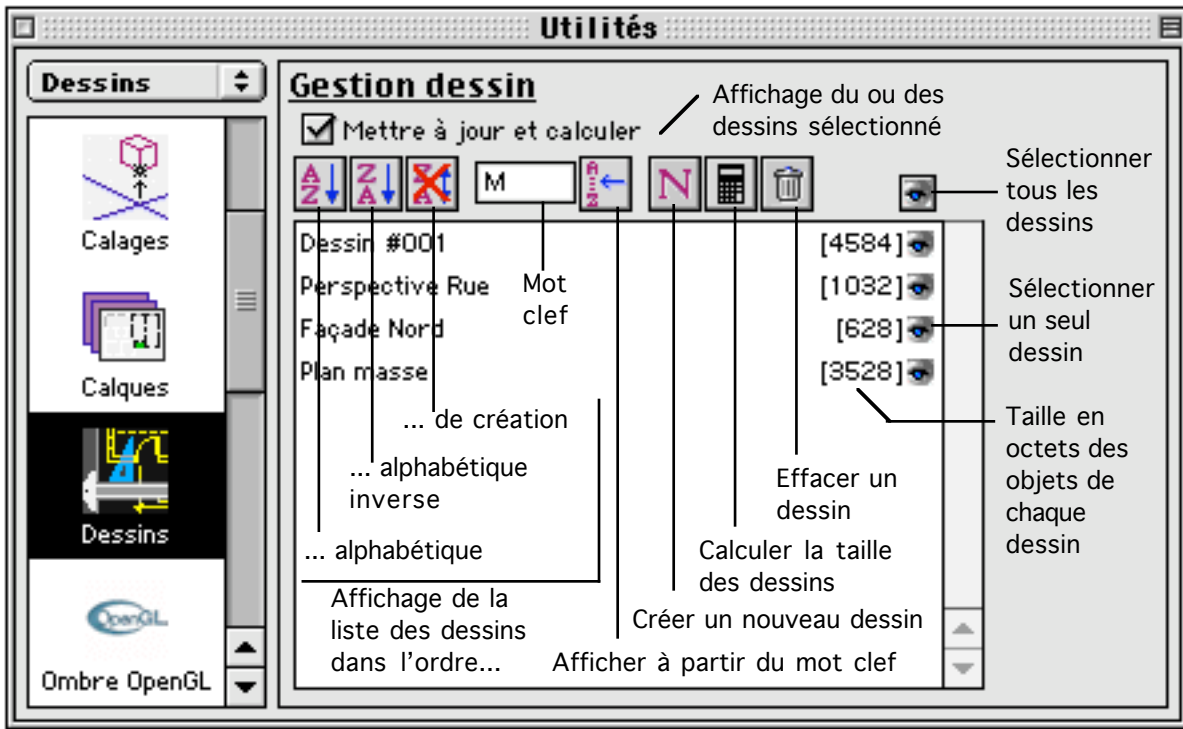 Utilités
Dessins
Calages
Calques
Dessins
OpenGL
Ombre OpenGL
Gestion dessin
Mettre à jour et calculer
Affichage du ou des
dessins sélectionné
A
Z
Z
A
Z
A
M
A
Z
N
Sélectionner
tous les
dessins
Dessin #001 [4584]
Perspective Rue [1032]
Façade Nord [628]
Plan masse [3528]
Mot
clef
Sélectionner
un seul
dessin
Taille en
octets des
objets de
chaque
dessin
... de création
... alphabétique
inverse
... alphabétique
Affichage de la
liste des dessins
dans l'ordre...
Effacer un
dessin
Calculer la taille
des dessins
Créer un nouveau dessin
Afficher à partir du mot clef